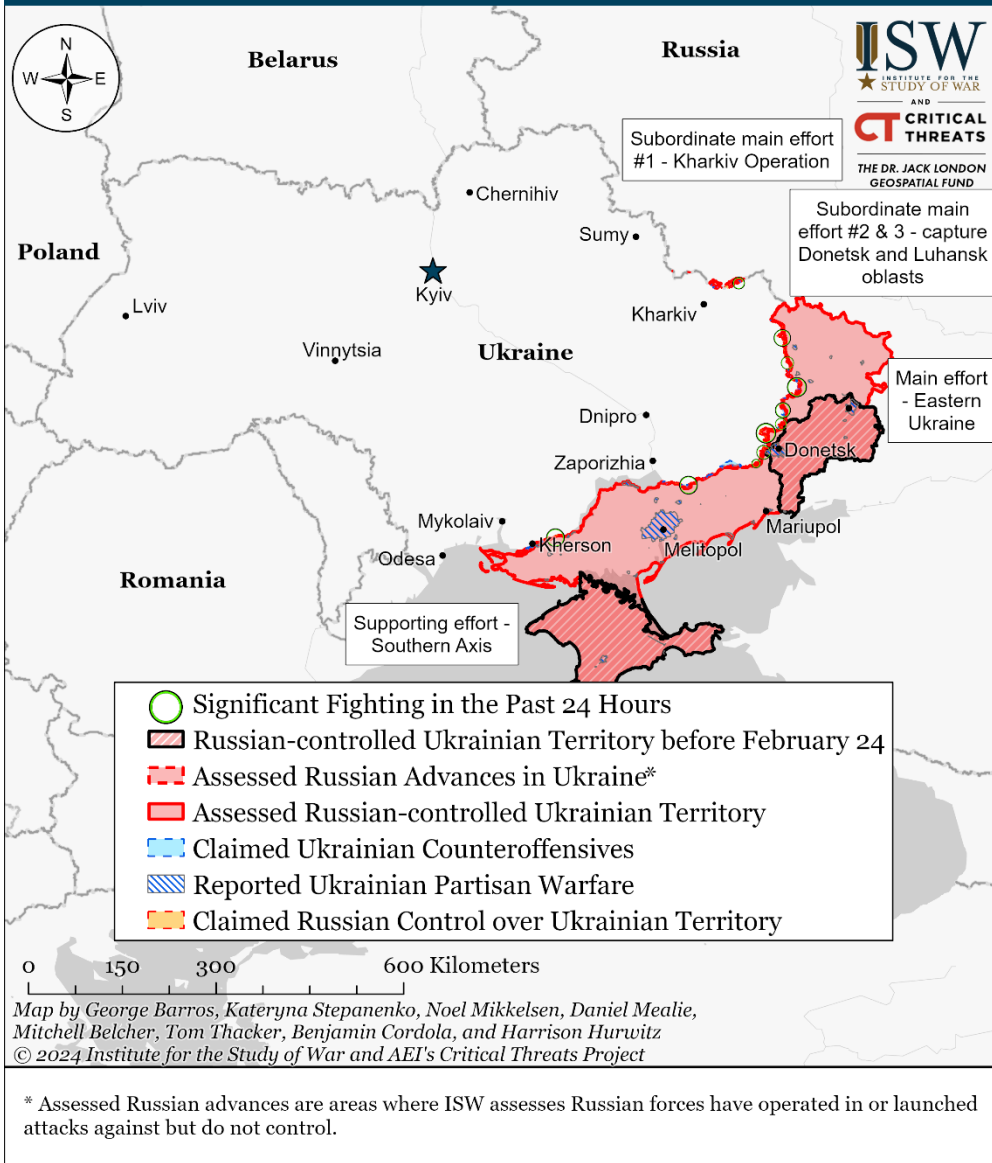 N
W
E
S
Belarus
Russia
ISW
INSTITUTE FOR THE
STUDY OF WAR
AND
CT CRITICAL
THREATS
THE DR. JACK LONDON
GEOSPATIAL FUND
Subordinate main effort
#1 - Kharkiv Operation
Subordinate main
effort #2 & 3 - capture
Donetsk and Luhansk
oblasts
Chernihiv
Sumy
Poland
Kyiv
Lviv
Kharkiv
Vinnytsia
Ukraine
Main effort
- Eastern
Ukraine
Dnipro
Donetsk
Zaporizhia
Mykolaiv
Mariupol
Kherson
Melitopol
Odesa
Romania
Supporting effort -
Southern Axis
Significant Fighting in the Past 24 Hours
Russian-controlled Ukrainian Territory before February 24
Assessed Russian Advances in Ukraine*
Assessed Russian-controlled Ukrainian Territory
Claimed Ukrainian Counteroffensives
Reported Ukrainian Partisan Warfare
Claimed Russian Control over Ukrainian Territory
0 150 300 600 Kilometers
Map by George Barros, Kateryna Stepanenko, Noel Mikkelsen, Daniel Mealie,
Mitchell Belcher, Tom Thacker, Benjamin Cordola, and Harrison Hurwitz
© 2024 Institute for the Study of War and AEI's Critical Threats Project
* Assessed Russian advances are areas where ISW assesses Russian forces have operated in or launched
attacks against but do not control.